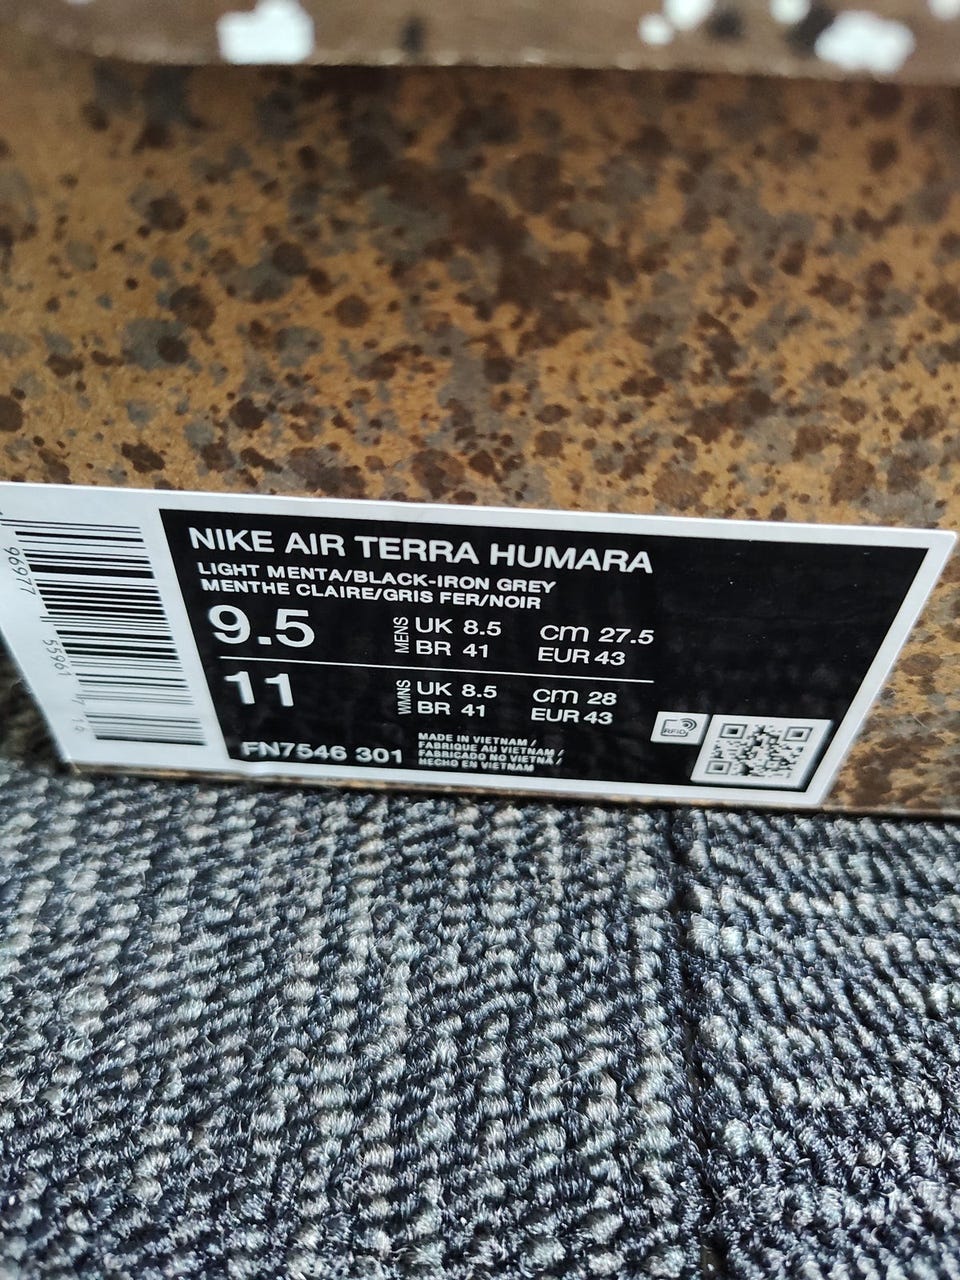 NIKE AIR TERRA HUMARA
LIGHT MENTA/BLACK-IRON GREY
MENTHE CLAIRE/GRIS FER/NOIR
9.5 MENS UK 8.5 cm 27.5
BR 41 EUR 43
11 WMNS UK 8.5 cm 28
BR 41 EUR 43
FN7546 301
MADE IN VIETNAM /
FABRIQUE AU VIETNAM /
FABRICADO NO VIETNÃ /
HECHO EN VIETNAM
RFID
96977 55961